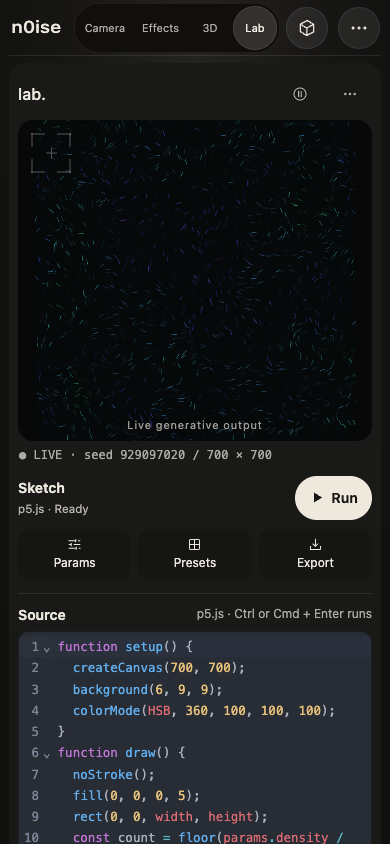 n0ise Camera Effects 3D Lab
lab.
Live generative output
LIVE · seed 929097020 / 700 × 700
Sketch
p5.js · Ready
Run
Params Presets Export
Source p5.js · Ctrl or Cmd + Enter runs
1 function setup() {
2 createCanvas(700, 700);
3 background(6, 9, 9);
4 colorMode(HSB, 360, 100, 100, 100);
5 }
6 function draw() {
7 noStroke();
8 fill(0, 0, 0, 5);
9 rect(0, 0, width, height);
10 const count = floor(params.density /